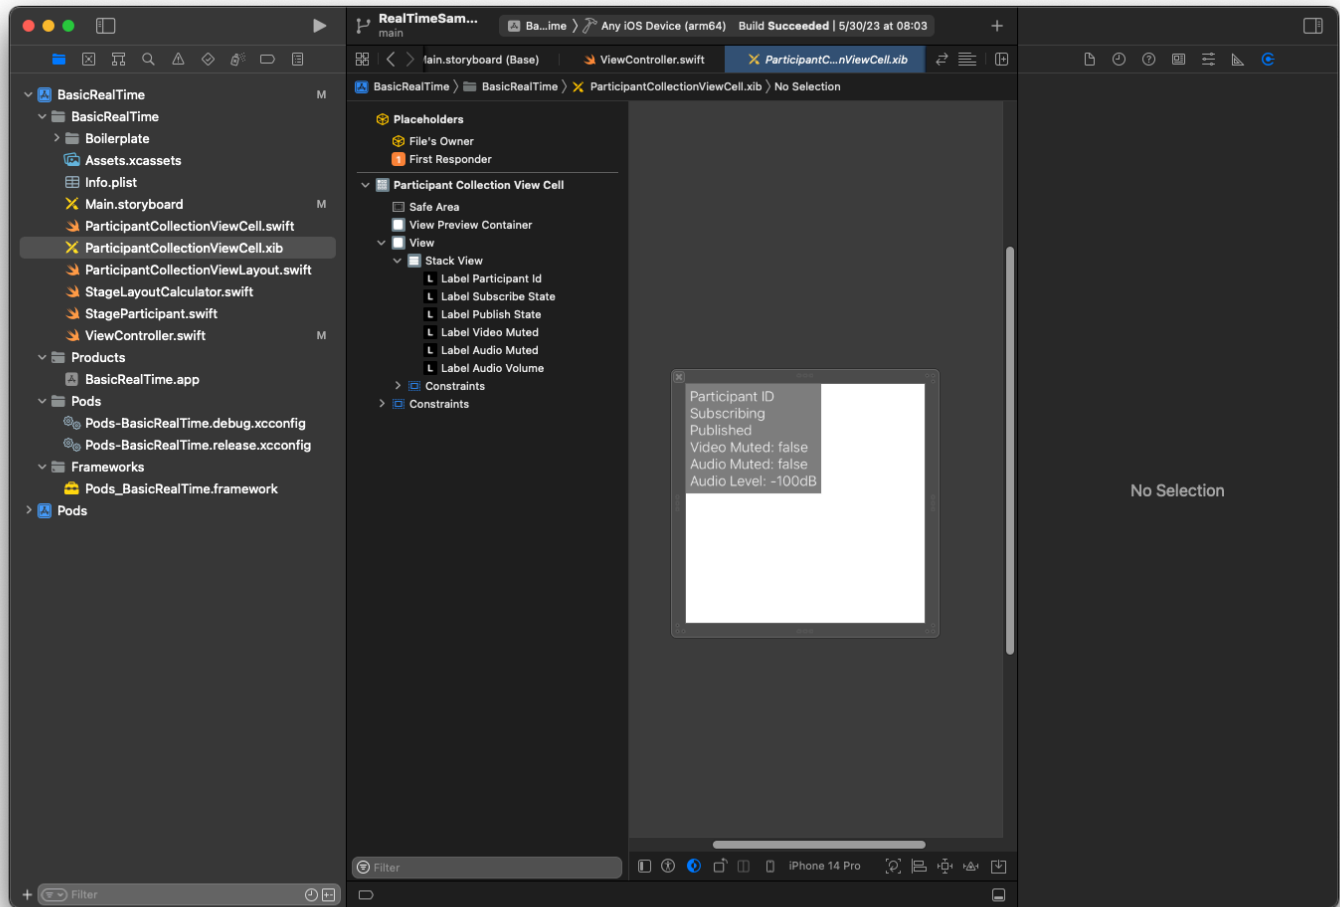 RealTimeSam...
main
Ba...ime
Any iOS Device (arm64)
Build Succeeded | 5/30/23 at 08:03
Main.storyboard (Base)
ViewController.swift
ParticipantC...nViewCell.xib
BasicRealTime
BasicRealTime
ParticipantCollectionViewCell.xib
No Selection
BasicRealTime M
BasicRealTime
Boilerplate
Assets.xcassets
Info.plist
Main.storyboard M
ParticipantCollectionViewCell.swift
ParticipantCollectionViewCell.xib
ParticipantCollectionViewLayout.swift
StageLayoutCalculator.swift
StageParticipant.swift
ViewController.swift M
Products
BasicRealTime.app
Pods
Pods-BasicRealTime.debug.xcconfig
Pods-BasicRealTime.release.xcconfig
Frameworks
Pods_BasicRealTime.framework
Pods
Filter
Placeholders
File's Owner
1 First Responder
Participant Collection View Cell
Safe Area
View Preview Container
View
Stack View
L Label Participant Id
L Label Subscribe State
L Label Publish State
L Label Video Muted
L Label Audio Muted
L Label Audio Volume
Constraints
Constraints
Filter
Participant ID
Subscribing
Published
Video Muted: false
Audio Muted: false
Audio Level: -100dB
iPhone 14 Pro
No Selection